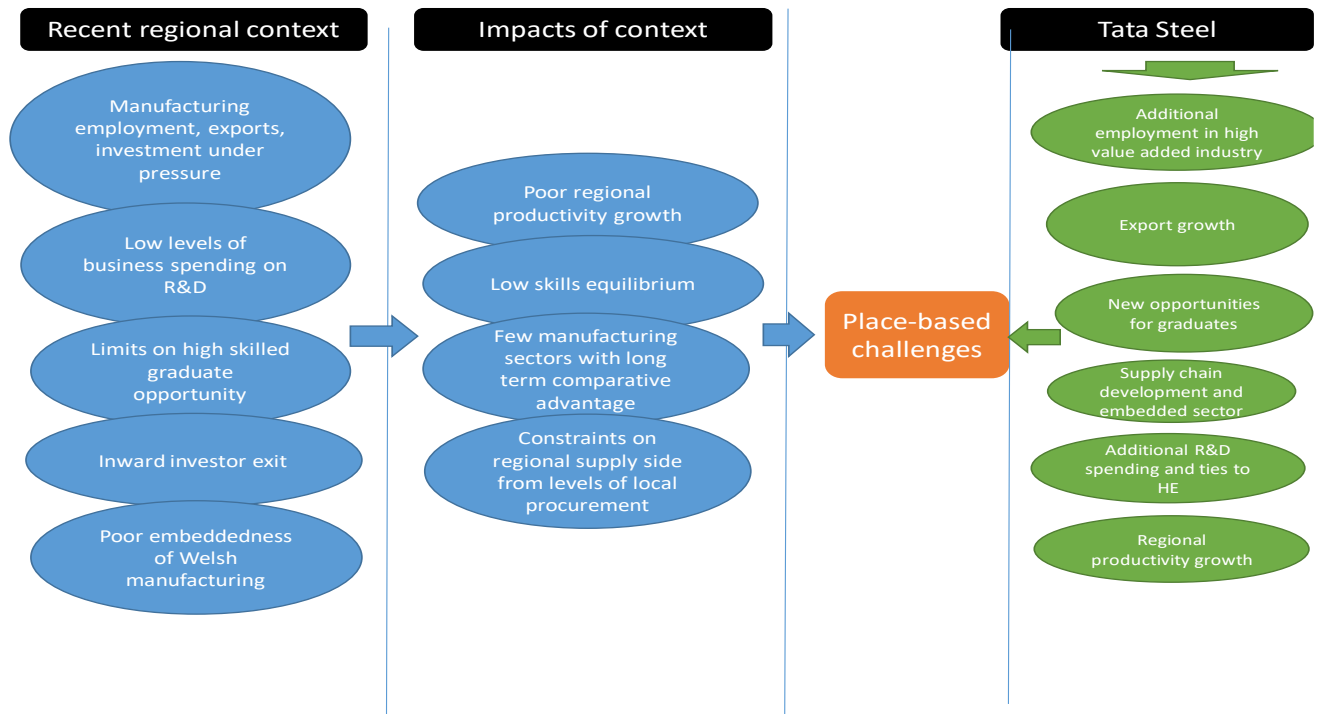 Recent regional context
Manufacturing
employment, exports,
investment under
pressure
Low levels of
business spending on
R&D
Limits on high skilled
graduate
opportunity
Inward investor exit
Poor embeddedness
of Welsh
manufacturing
Impacts of context
Poor regional
productivity growth
Low skills equilibrium
Few manufacturing
sectors with long
term comparative
advantage
Constraints on
regional supply side
from levels of local
procurement
Place-based
challenges
Tata Steel
Additional
employment in high
value added industry
Export growth
New opportunities
for graduates
Supply chain
development and
embedded sector
Additional R&D
spending and ties to
HE
Regional
productivity growth